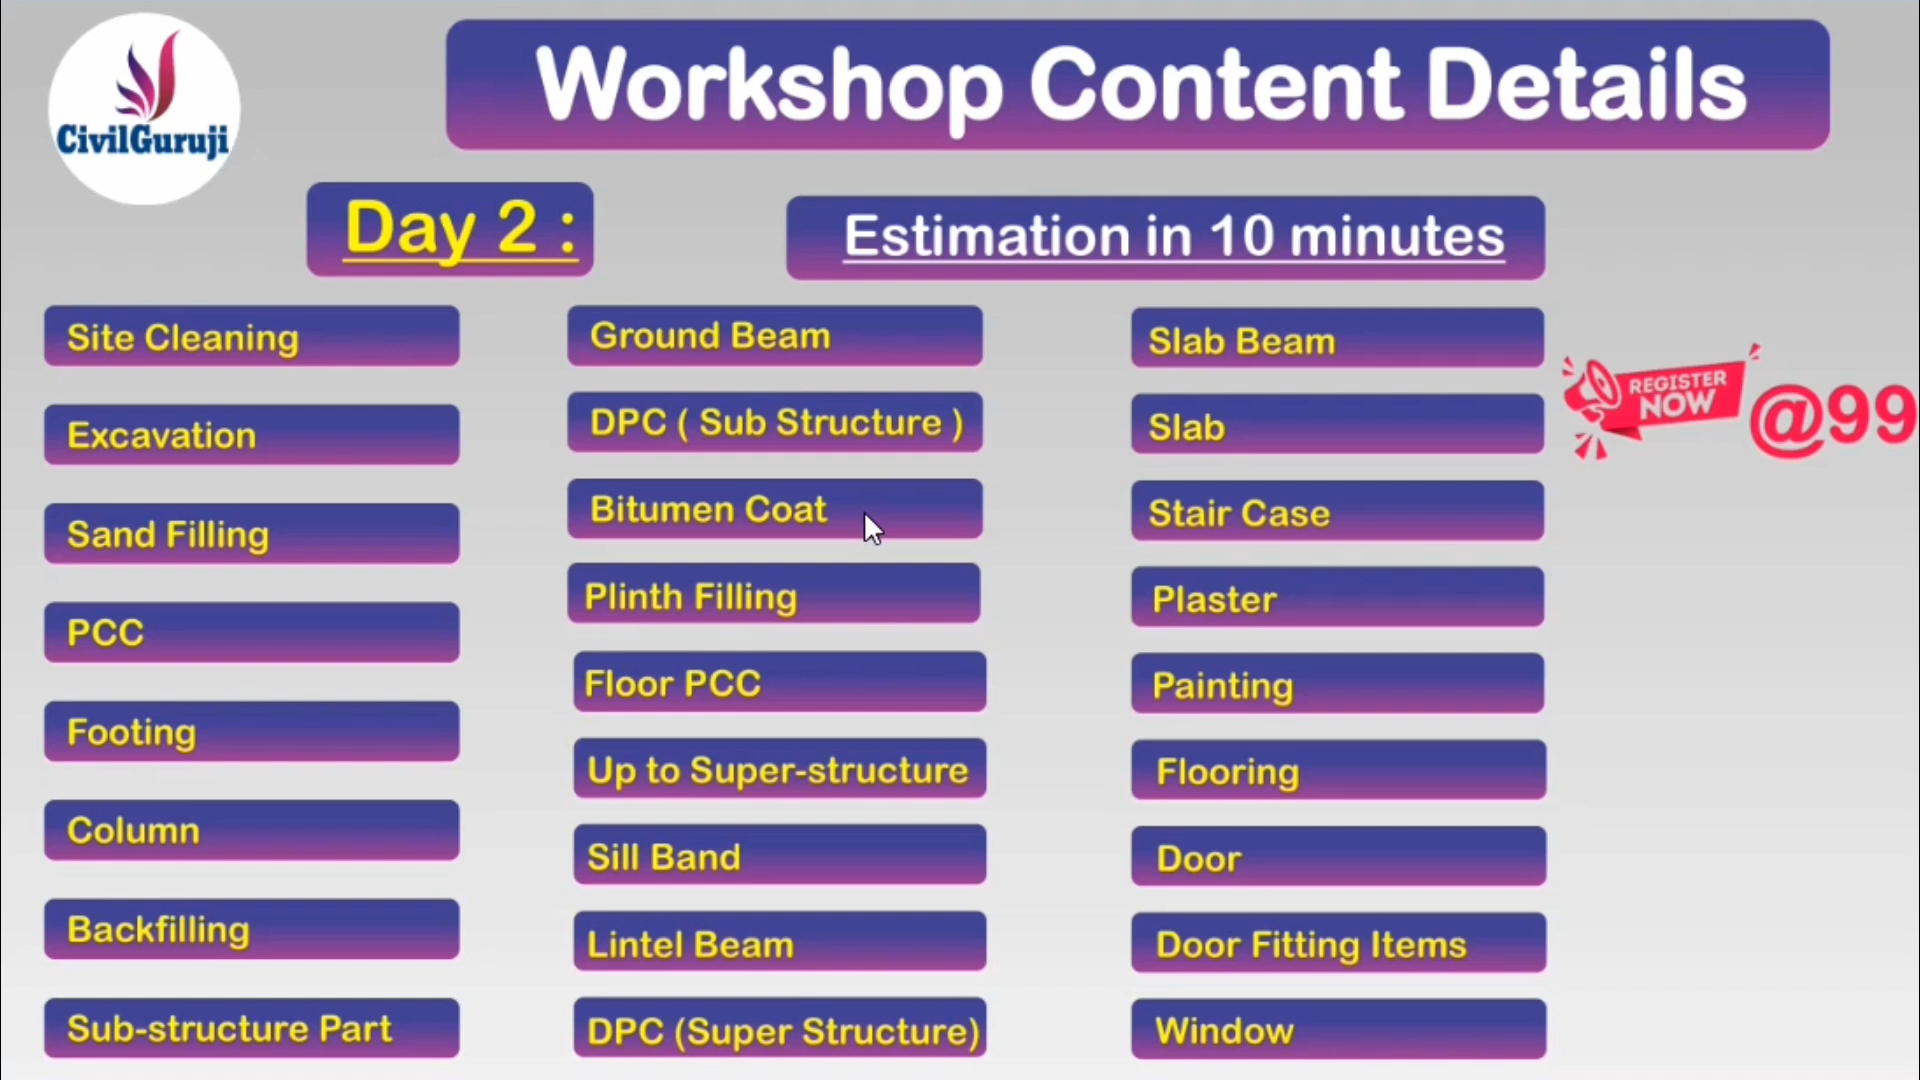 CivilGuruji
Workshop Content Details
Day 2 :
Estimation in 10 minutes
Site Cleaning
Excavation
Sand Filling
PCC
Footing
Column
Backfilling
Sub-structure Part
Ground Beam
DPC ( Sub Structure )
Bitumen Coat
Plinth Filling
Floor PCC
Up to Super-structure
Sill Band
Lintel Beam
DPC (Super Structure)
Slab Beam
Slab
Stair Case
Plaster
Painting
Flooring
Door
Door Fitting Items
Window
REGISTER
NOW
@99